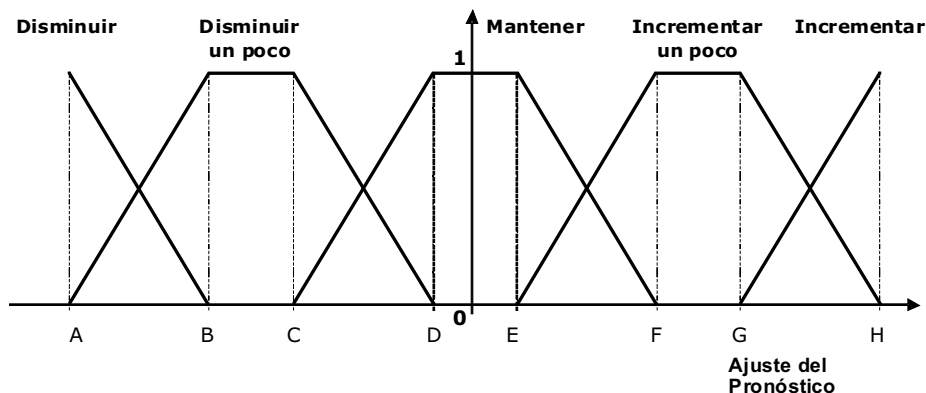 Disminuir
Disminuir
un poco
Mantener
Incrementar
un poco
Incrementar
1
0
A B C D E F G H
Ajuste del
Pronóstico